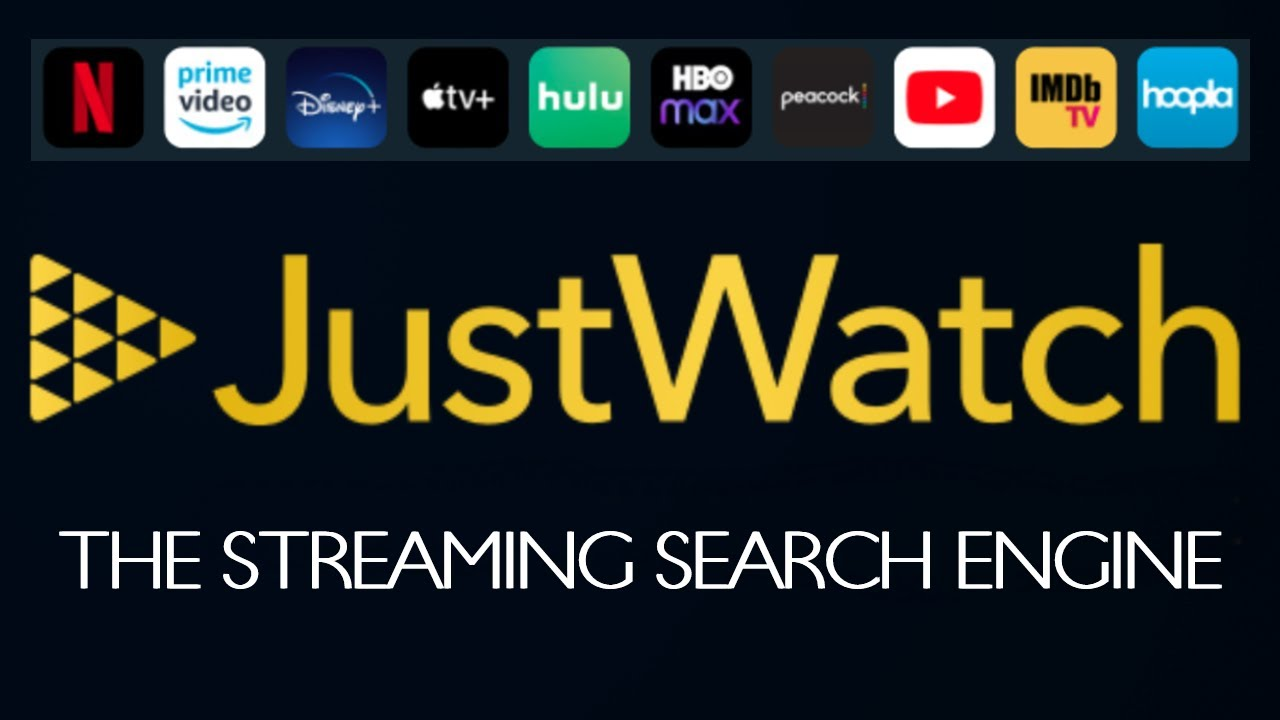 N prime video Disney+ tv+ hulu HBO max peacock IMDb TV hoopla
JustWatch
THE STREAMING SEARCH ENGINE